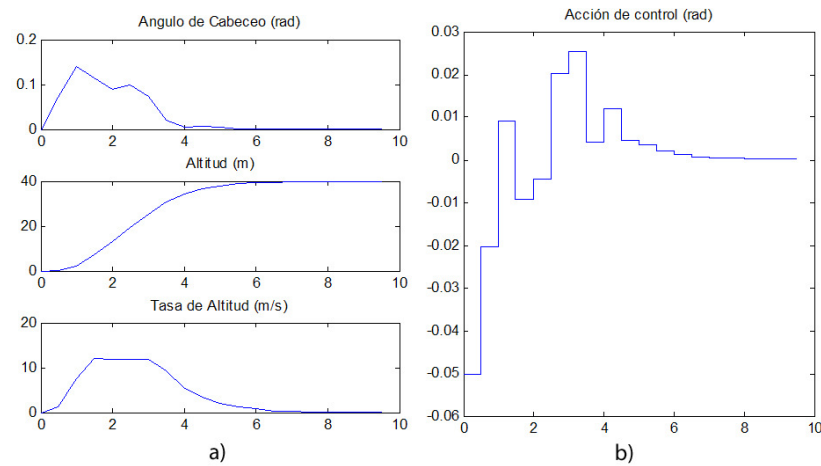 Angulo de Cabeceo (rad)
0.2
0.1
0
0 2 4 6 8 10
Altitud (m)
40
20
0
0 2 4 6 8 10
Tasa de Altitud (m/s)
20
10
0
0 2 4 6 8 10
a)
Acción de control (rad)
0.03
0.02
0.01
0
-0.01
-0.02
-0.03
-0.04
-0.05
-0.06
0 2 4 6 8 10
b)